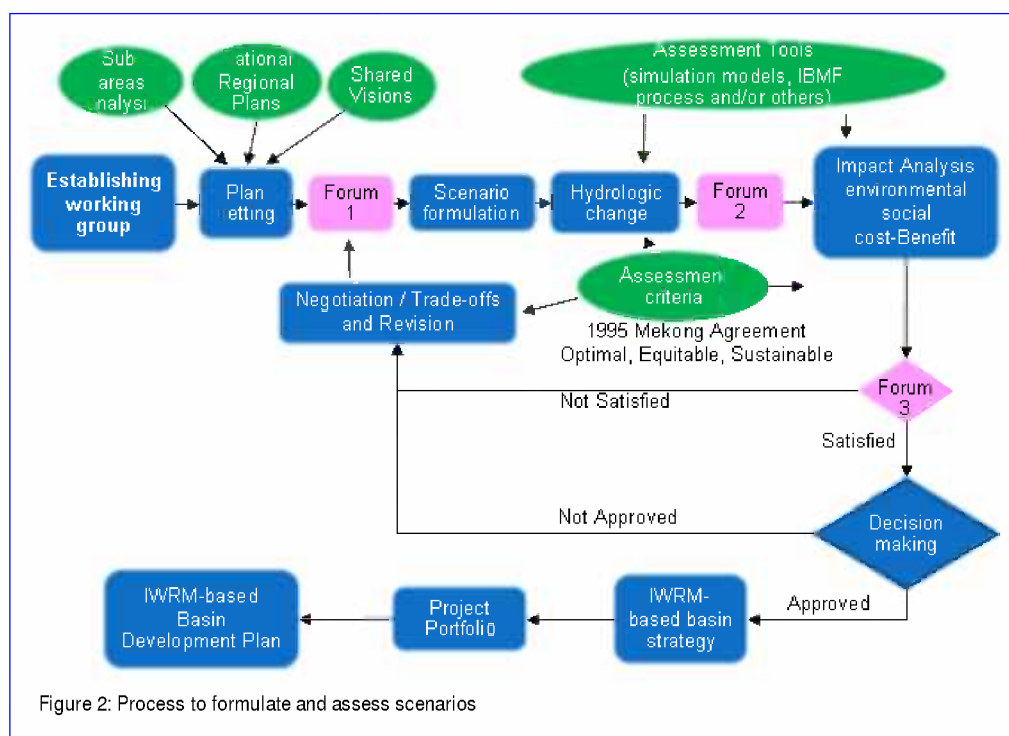 Sub
areas
ational
Regional
Plans
Shared
Visions
Assessment Tools
(simulation models, IBMF
process and/or others)
Establishing
working
group
Plan
Forum
1
Scenario
formulation
Hydrologic
change
Forum
2
Impact Analysis
environmental
social
cost-Benefit
Negotiation / Trade-offs
and Revision
Assessmen
criteria
1995 Mekong Agreement
Optimal, Equitable, Sustainable
Not Satisfied
Forum
3
Satisfied
Not Approved
Decision
making
IWRM-based
Basin
Development Plan
Project
Portfolio
IWRM-
based basin
strategy
Approved
Figure 2: Process to formulate and assess scenarios